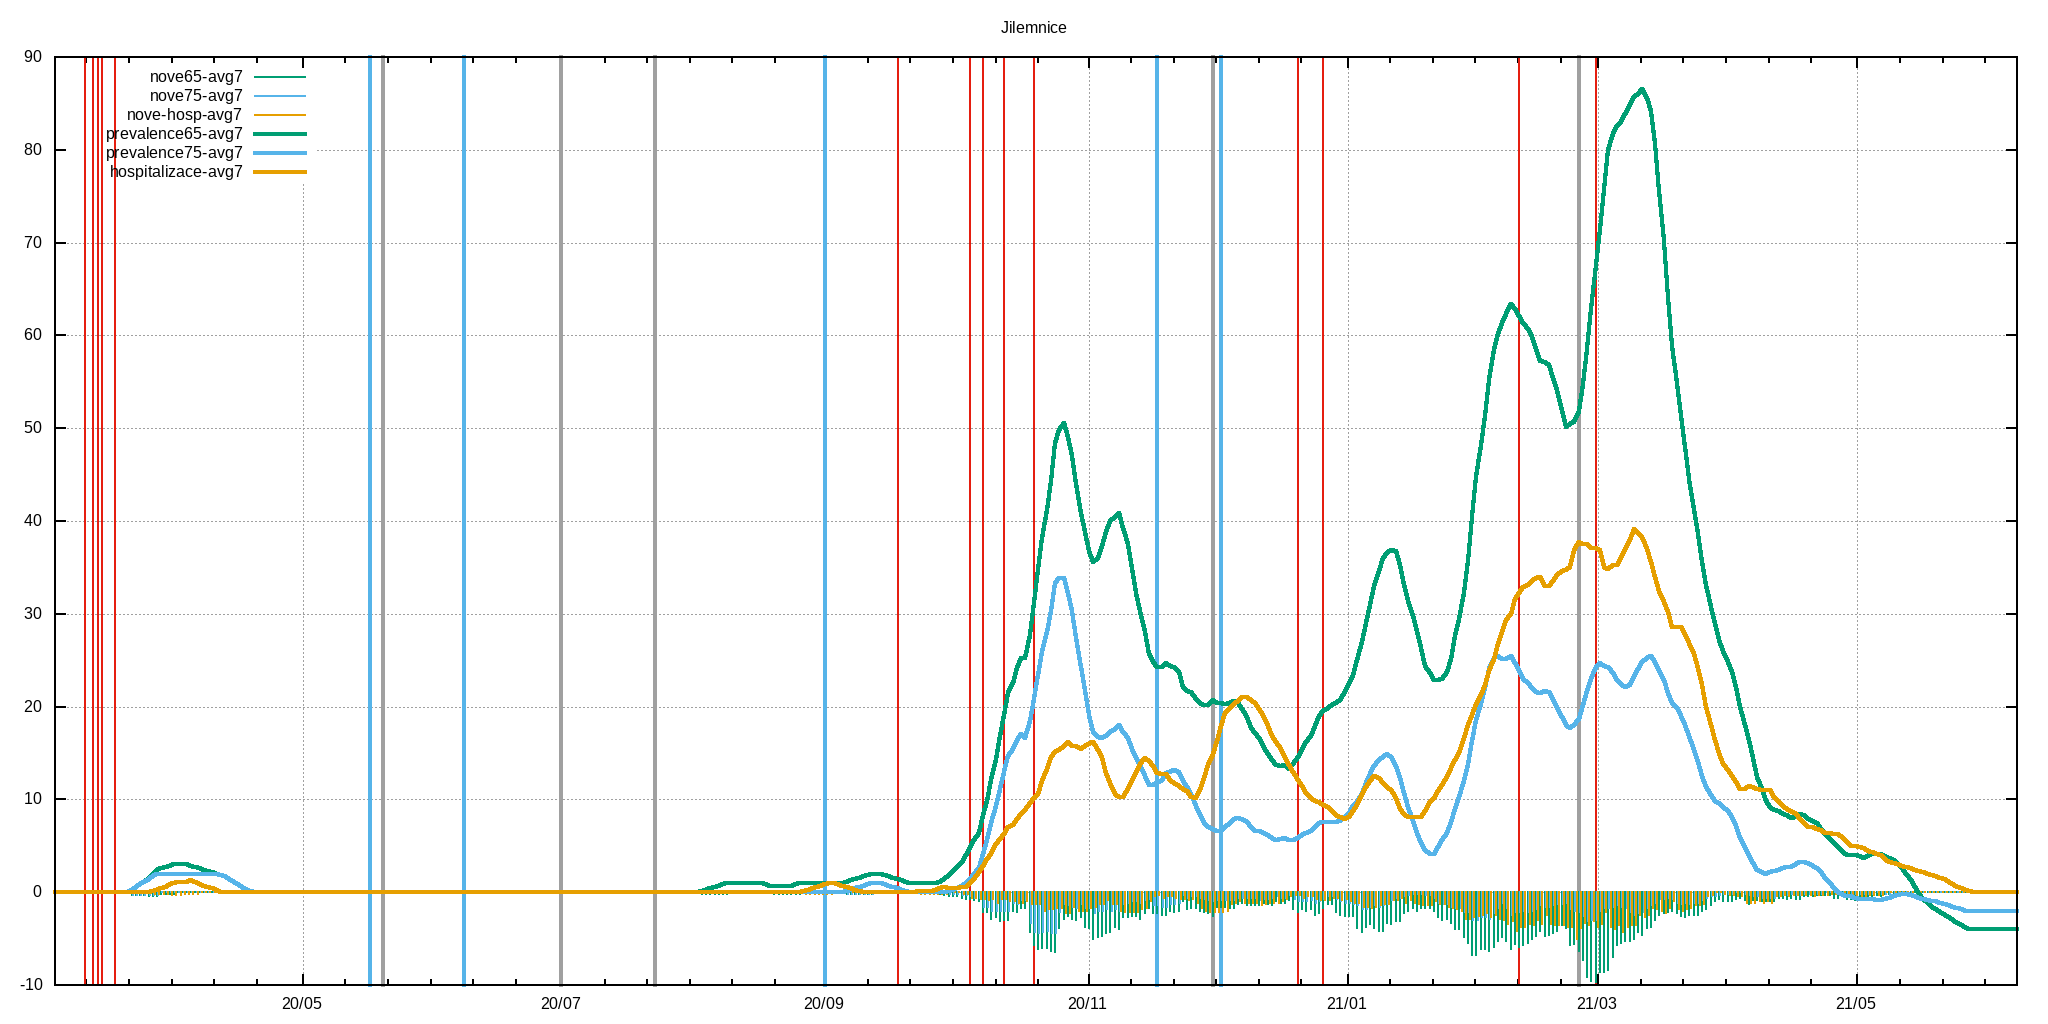 Jilemnice
90
80
70
60
50
40
30
20
10
0
-10
nove65-avg7
nove75-avg7
nove-hosp-avg7
prevalence65-avg7
prevalence75-avg7
hospitalizace-avg7
20/05 20/07 20/09 20/11 21/01 21/03 21/05